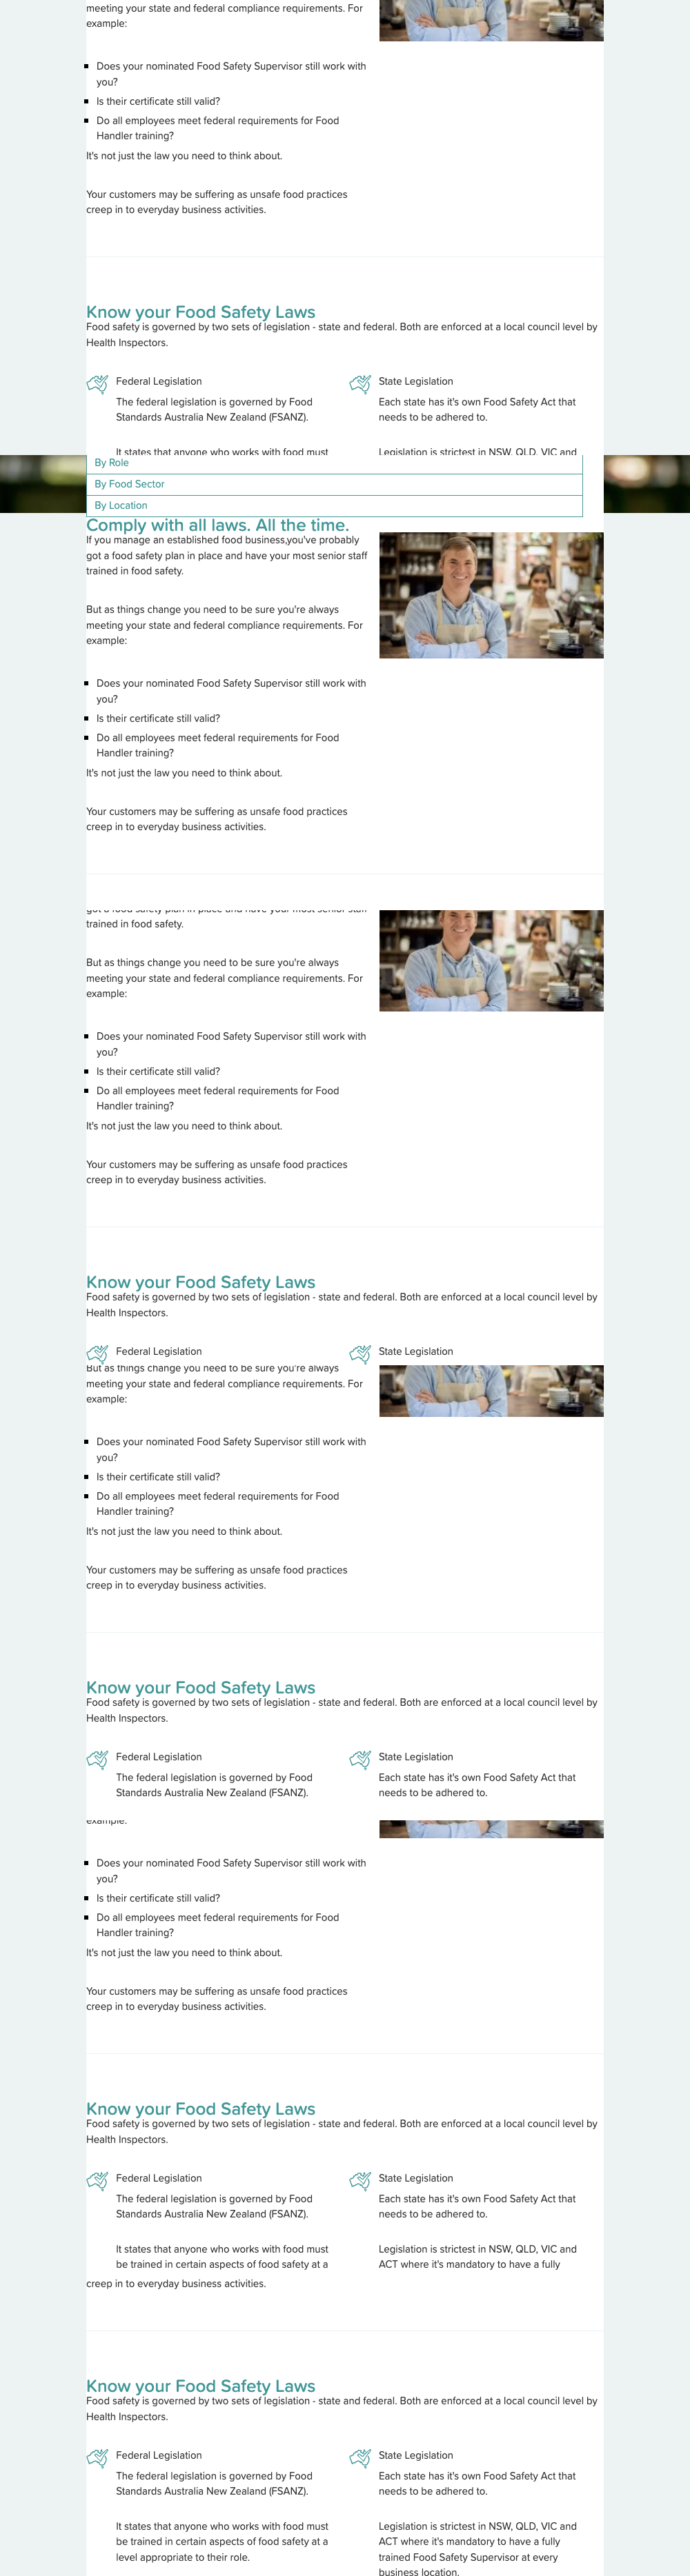 meeting your state and federal compliance requirements. For
example:
Does your nominated Food Safety Supervisor still work with
you?
Is their certificate still valid?
Do all employees meet federal requirements for Food
Handler training?
It's not just the law you need to think about.
Your customers may be suffering as unsafe food practices
creep in to everyday business activities.
Know your Food Safety Laws
Food safety is governed by two sets of legislation - state and federal. Both are enforced at a local council level by
Health Inspectors.
Federal Legislation
The federal legislation is governed by Food
Standards Australia New Zealand (FSANZ).
It states that anyone who works with food must
State Legislation
Each state has it's own Food Safety Act that
needs to be adhered to.
Legislation is strictest in NSW, QLD, VIC and
By Role
By Food Sector
By Location
Comply with all laws. All the time.
If you manage an established food business,you've probably
got a food safety plan in place and have your most senior staff
trained in food safety.
But as things change you need to be sure you're always
meeting your state and federal compliance requirements. For
example:
Does your nominated Food Safety Supervisor still work with
you?
Is their certificate still valid?
Do all employees meet federal requirements for Food
Handler training?
It's not just the law you need to think about.
Your customers may be suffering as unsafe food practices
creep in to everyday business activities.
got a food safety plan in place and have your most senior staff
trained in food safety.
But as things change you need to be sure you're always
meeting your state and federal compliance requirements. For
example:
Does your nominated Food Safety Supervisor still work with
you?
Is their certificate still valid?
Do all employees meet federal requirements for Food
Handler training?
It's not just the law you need to think about.
Your customers may be suffering as unsafe food practices
creep in to everyday business activities.
Know your Food Safety Laws
Food safety is governed by two sets of legislation - state and federal. Both are enforced at a local council level by
Health Inspectors.
Federal Legislation
State Legislation
But as things change you need to be sure you're always
meeting your state and federal compliance requirements. For
example:
Does your nominated Food Safety Supervisor still work with
you?
Is their certificate still valid?
Do all employees meet federal requirements for Food
Handler training?
It's not just the law you need to think about.
Your customers may be suffering as unsafe food practices
creep in to everyday business activities.
Know your Food Safety Laws
Food safety is governed by two sets of legislation - state and federal. Both are enforced at a local council level by
Health Inspectors.
Federal Legislation
The federal legislation is governed by Food
Standards Australia New Zealand (FSANZ).
State Legislation
Each state has it's own Food Safety Act that
needs to be adhered to.
example:
Does your nominated Food Safety Supervisor still work with
you?
Is their certificate still valid?
Do all employees meet federal requirements for Food
Handler training?
It's not just the law you need to think about.
Your customers may be suffering as unsafe food practices
creep in to everyday business activities.
Know your Food Safety Laws
Food safety is governed by two sets of legislation - state and federal. Both are enforced at a local council level by
Health Inspectors.
Federal Legislation
The federal legislation is governed by Food
Standards Australia New Zealand (FSANZ).
It states that anyone who works with food must
be trained in certain aspects of food safety at a
State Legislation
Each state has it's own Food Safety Act that
needs to be adhered to.
Legislation is strictest in NSW, QLD, VIC and
ACT where it's mandatory to have a fully
creep in to everyday business activities.
Know your Food Safety Laws
Food safety is governed by two sets of legislation - state and federal. Both are enforced at a local council level by
Health Inspectors.
Federal Legislation
The federal legislation is governed by Food
Standards Australia New Zealand (FSANZ).
It states that anyone who works with food must
be trained in certain aspects of food safety at a
level appropriate to their role.
State Legislation
Each state has it's own Food Safety Act that
needs to be adhered to.
Legislation is strictest in NSW, QLD, VIC and
ACT where it's mandatory to have a fully
trained Food Safety Supervisor at every
business location.